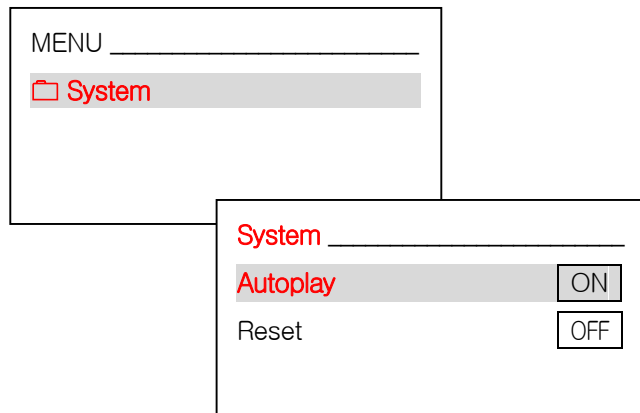 MENU
System
System
Autoplay ON
Reset OFF